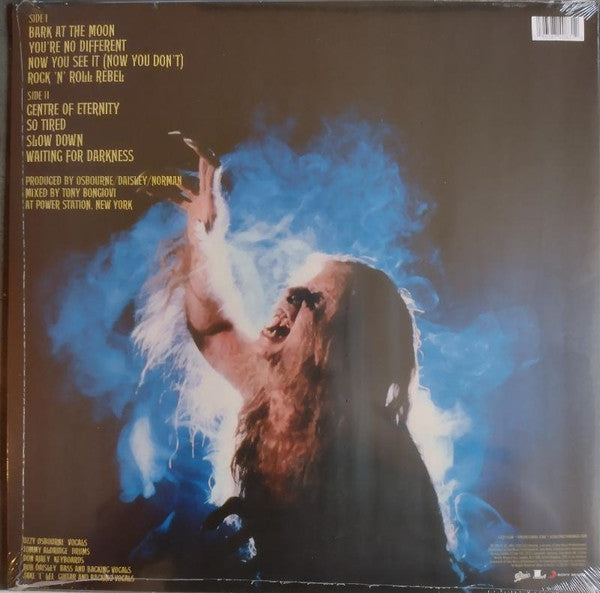 SIDE I
BARK AT THE MOON
YOU'RE NO DIFFERENT
NOW YOU SEE IT (NOW YOU DON'T)
ROCK 'N' ROLL REBEL
SIDE II
CENTRE OF ETERNITY
SO TIRED
SLOW DOWN
WAITING FOR DARKNESS
PRODUCED BY OSBOURNE/DAISLEY/NORMAN
MIXED BY TONY BONGIOVI
AT POWER STATION, NEW YORK
OZZY OSBOURNE VOCALS
TOMMY ALDRIDGE DRUMS
DON AIREY KEYBOARDS
BOB DAISLEY BASS AND BACKING VOCALS
JAKE 'E' LEE GUITAR AND BACKING VOCALS
Epic